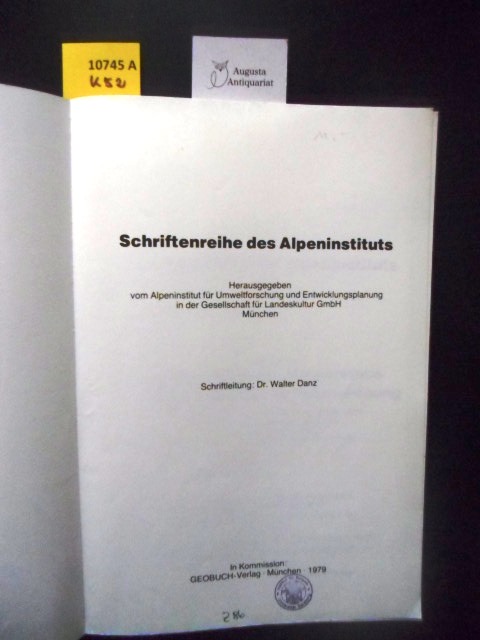 10745 A
K52
Augusta
Antiquariat
Schriftenreihe des Alpeninstituts
Herausgegeben
vom Alpeninstitut für Umweltforschung und Entwicklungsplanung
in der Gesellschaft für Landeskultur GmbH
München
Schriftleitung: Dr. Walter Danz
In Kommission:
GEOBUCH-Verlag · München · 1979